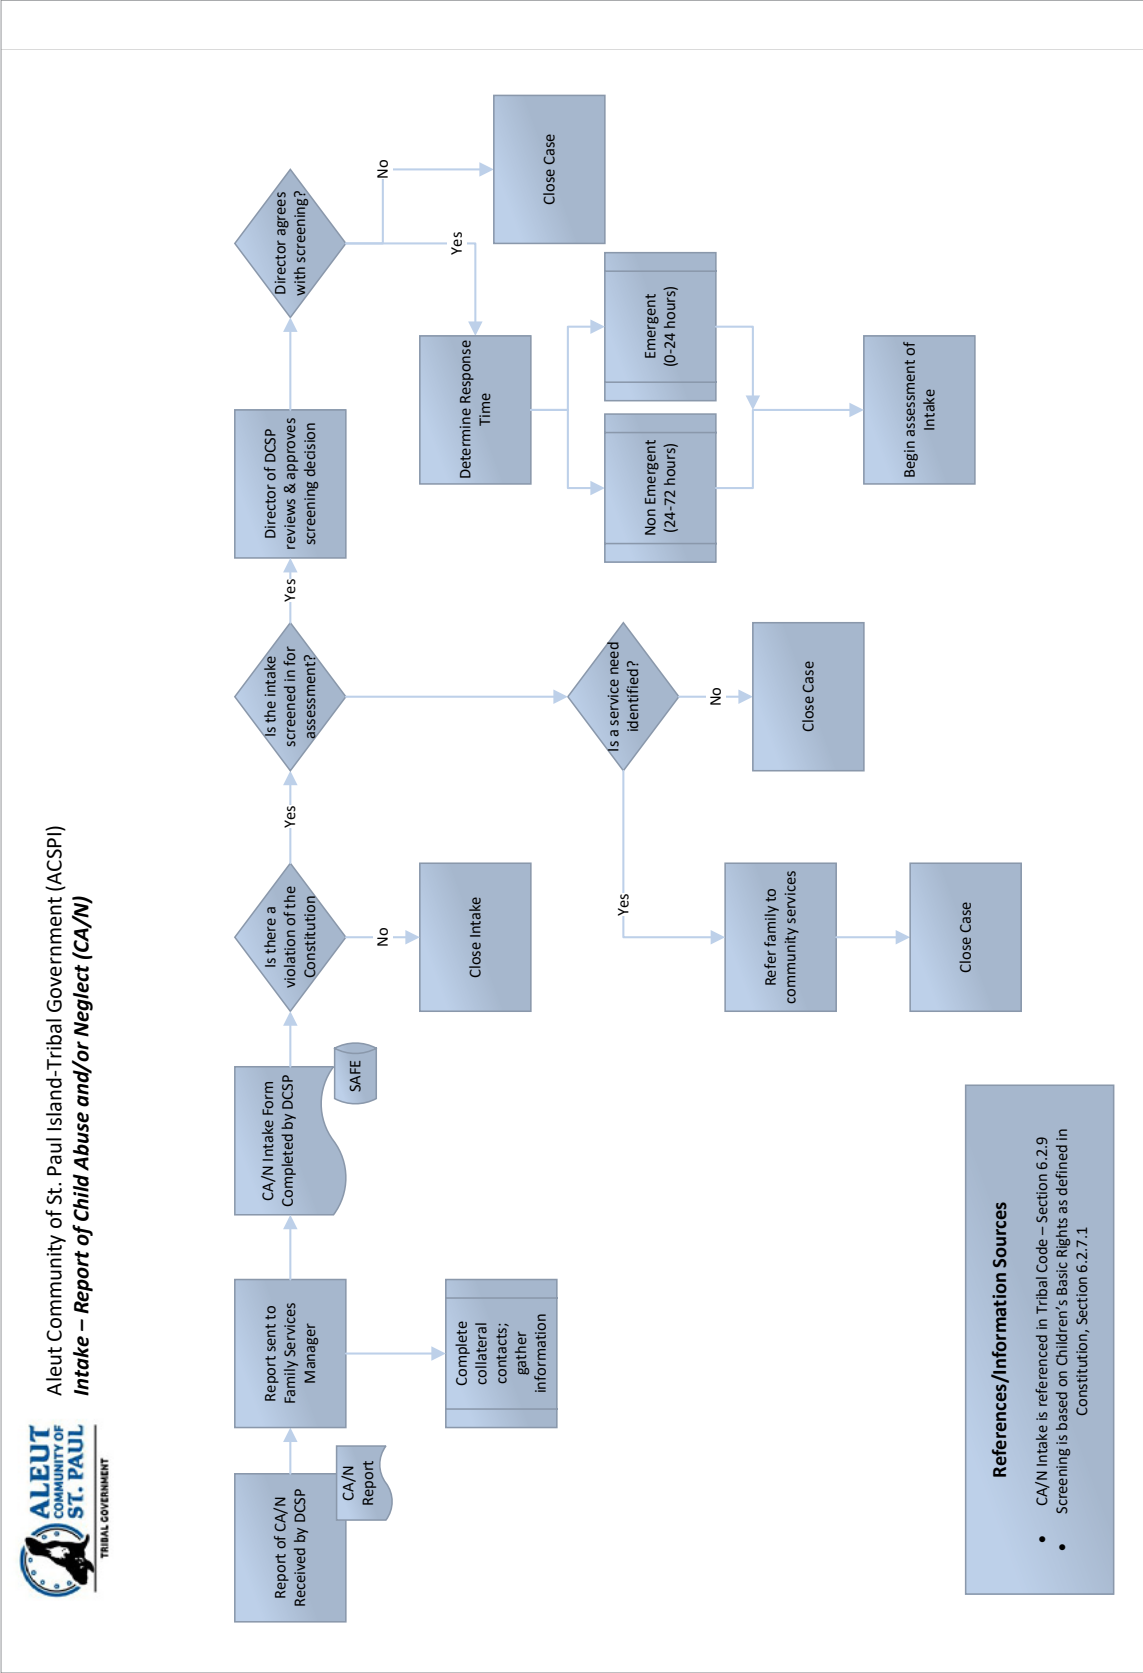 ALEUT
COMMUNITY OF
ST. PAUL
TRIBAL GOVERNMENT
Aleut Community of St. Paul Island-Tribal Government (ACSPI)
Intake – Report of Child Abuse and/or Neglect (CA/N)
Report of CA/N
Received by DCSP
CA/N
Report
Report sent to
Family Services
Manager
Complete
collateral
contacts;
gather
information
CA/N Intake Form
Completed by DCSP
SAFE
Is there a
violation of the
Constitution
No
Close Intake
Yes
Is the intake
screened in for
assessment?
Yes
Is a service need
identified?
Yes
Refer family to
community services
Close Case
No
Close Case
Director of DCSP
reviews & approves
screening decision
Director agrees
with screening?
No
Close Case
Yes
Determine Response
Time
Non Emergent
(24-72 hours)
Emergent
(0-24 hours)
Begin assessment of
Intake
References/Information Sources
• CA/N Intake is referenced in Tribal Code – Section 6.2.9
• Screening is based on Children's Basic Rights as defined in
Constitution, Section 6.2.7.1